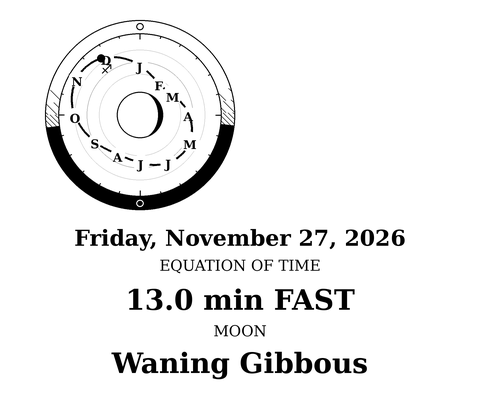 D J
N F M
O A
S M
A J J
Friday, November 27, 2026
EQUATION OF TIME
13.0 min FAST
MOON
Waning Gibbous